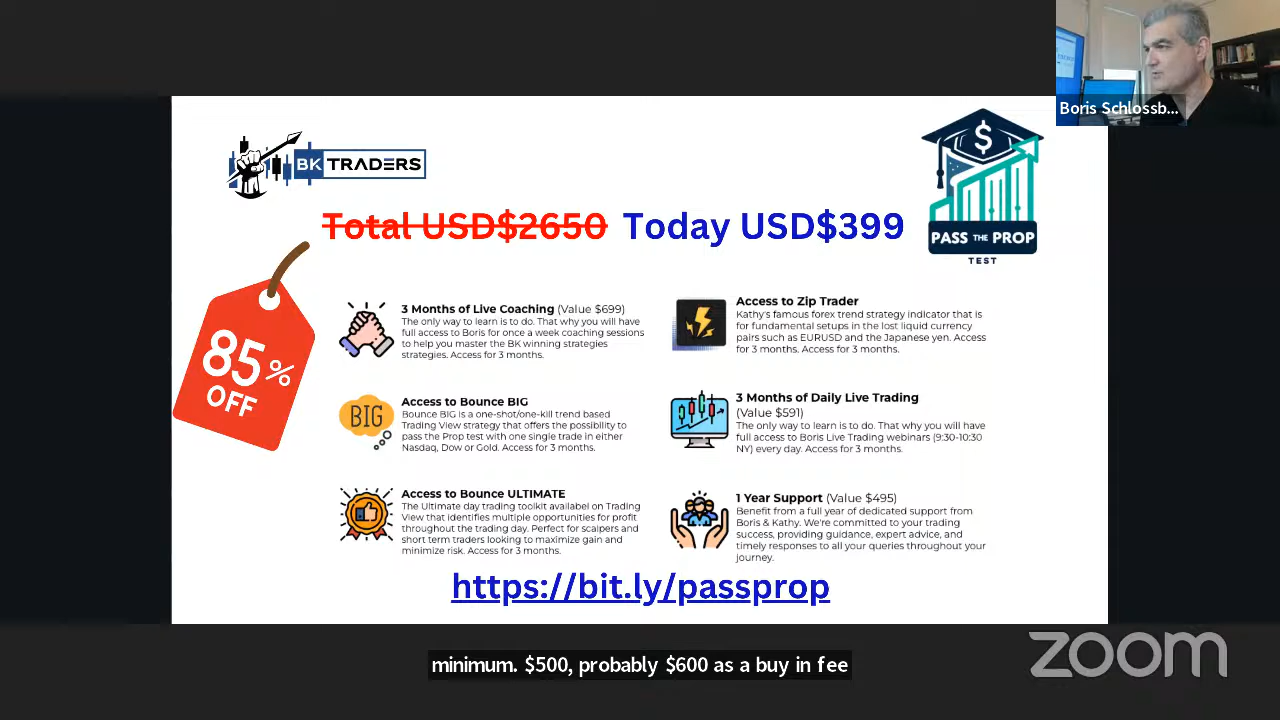 Boris Schlossb...
BK TRADERS
$
PASS THE PROP
TEST
Total USD$2650 Today USD$399
85%
OFF
3 Months of Live Coaching (Value $699)
The only way to learn is to do. That why you will have
full access to Boris for once a week coaching sessions
to help you master the BK winning strategies
strategies. Access for 3 months.
BIG
Access to Bounce BIG
Bounce BIG is a one-shot/one-kill trend based
Trading View strategy that offers the possibility to
pass the Prop test with one single trade in either
Nasdaq, Dow or Gold. Access for 3 months.
Access to Bounce ULTIMATE
The Ultimate day trading toolkit availabel on Trading
View that identifies multiple opportunities for profit
throughout the trading day. Perfect for scalpers and
short term traders looking to maximize gain and
minimize risk. Access for 3 months.
Access to Zip Trader
Kathy's famous forex trend strategy indicator that is
for fundamental setups in the lost liquid currency
pairs such as EURUSD and the Japanese yen. Access
for 3 months. Access for 3 months.
3 Months of Daily Live Trading
(Value $591)
The only way to learn is to do. That why you will have
full access to Boris Live Trading webinars (9:30-10:30
NY) every day. Access for 3 months.
1 Year Support (Value $495)
Benefit from a full year of dedicated support from
Boris & Kathy. We're committed to your trading
success, providing guidance, expert advice, and
timely responses to all your queries throughout your
journey.
https://bit.ly/passprop
minimum. $500, probably $600 as a buy in fee
zoom